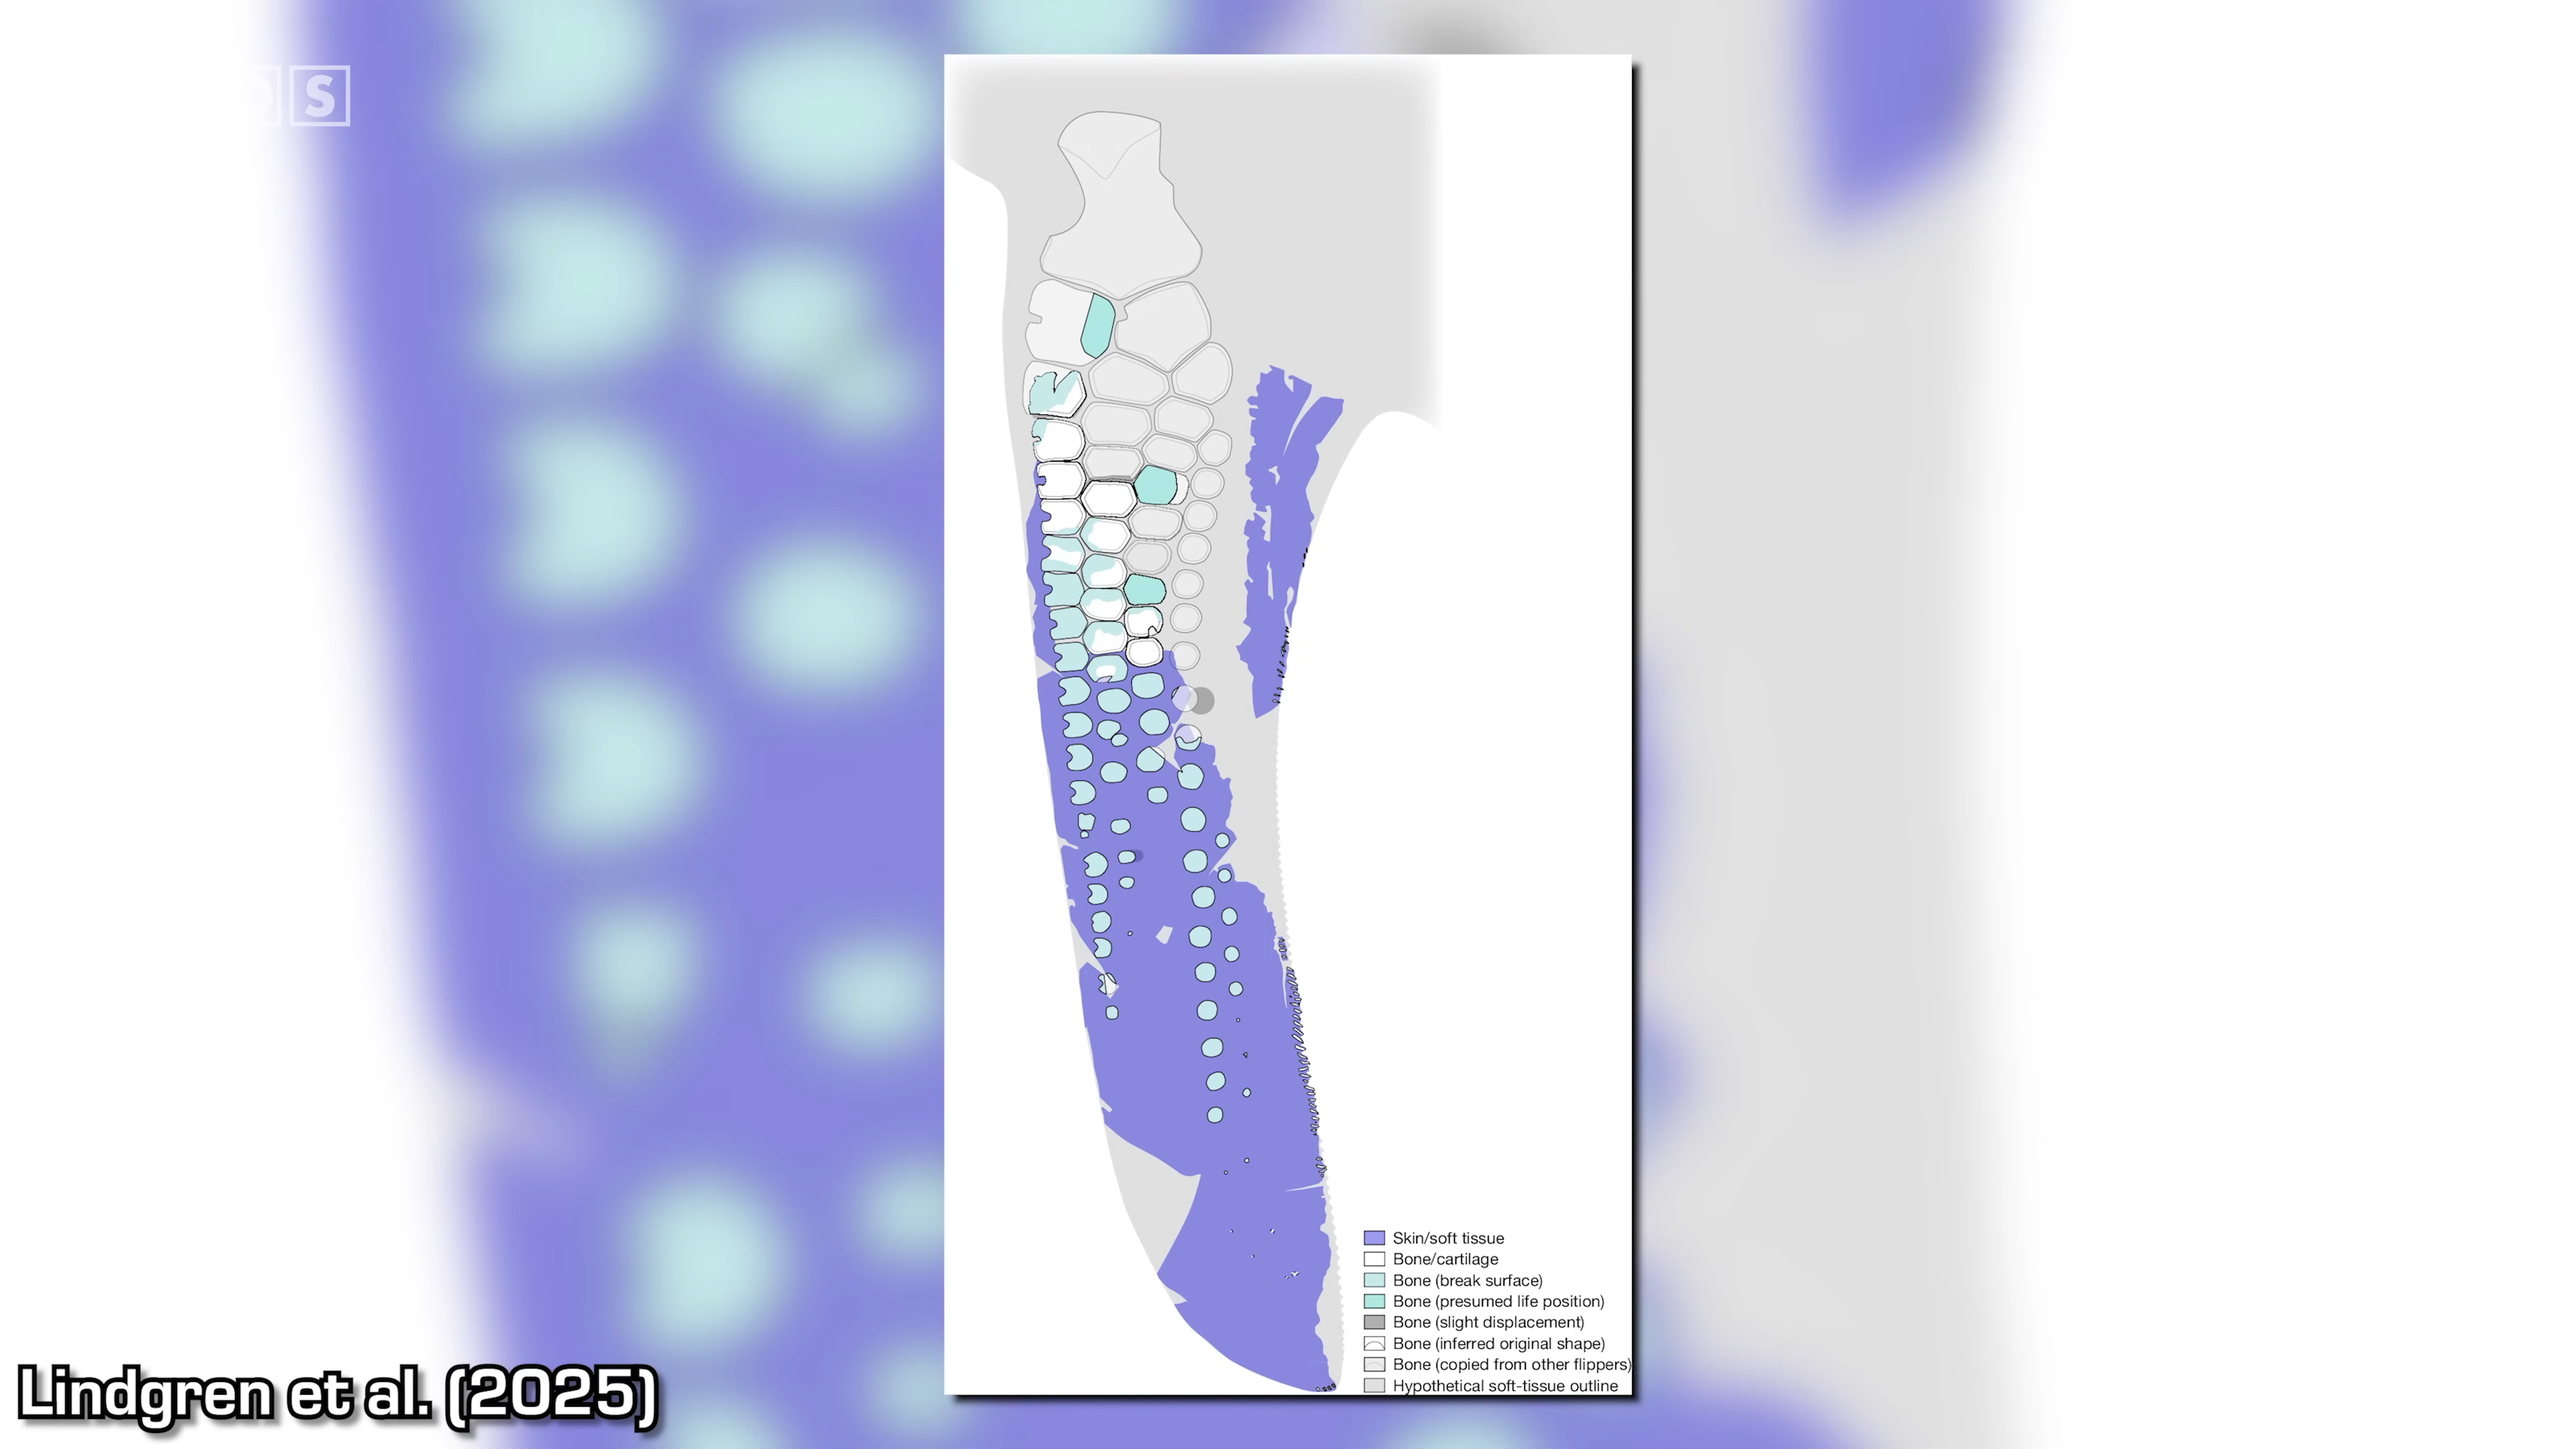 S
Skin/soft tissue
Bone/cartilage
Bone (break surface)
Bone (presumed life position)
Bone (slight displacement)
Bone (inferred original shape)
Bone (copied from other flippers)
Hypothetical soft-tissue outline
Lindgren et al. (2025)